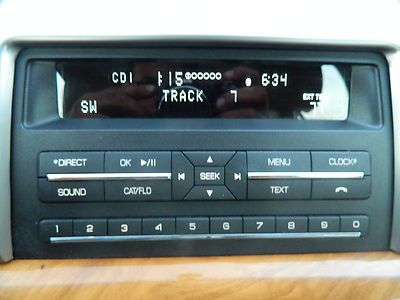 CD1 15 6:34
TRACK 7 EXT TEMP
SW
DIRECT OK MENU CLOCK
SEEK
SOUND CAT/FLD TEXT
1 2 3 4 5 6 7 8 9 0